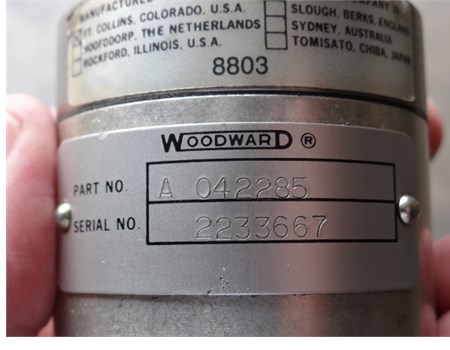 MANUFACTURED
FT. COLLINS, COLORADO, U.S.A.
HOOFDDORP, THE NETHERLANDS
ROCKFORD, ILLINOIS, U.S.A.
SLOUGH, BERKS, ENGLAND
SYDNEY, AUSTRALIA
TOMISATO, CHIBA, JAPAN
8803
WOODWARD ®
PART NO. A 042285
SERIAL NO. 2233667